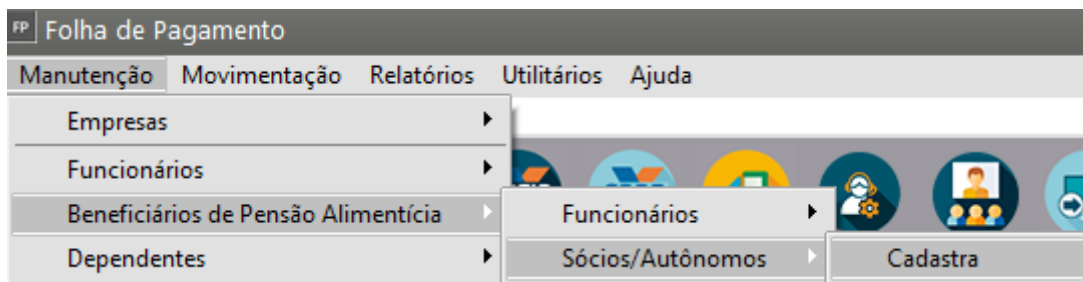 FP Folha de Pagamento
Manutenção Movimentação Relatórios Utilitários Ajuda
Empresas
Funcionários
Beneficiários de Pensão Alimentícia Funcionários
Dependentes Sócios/Autônomos Cadastra